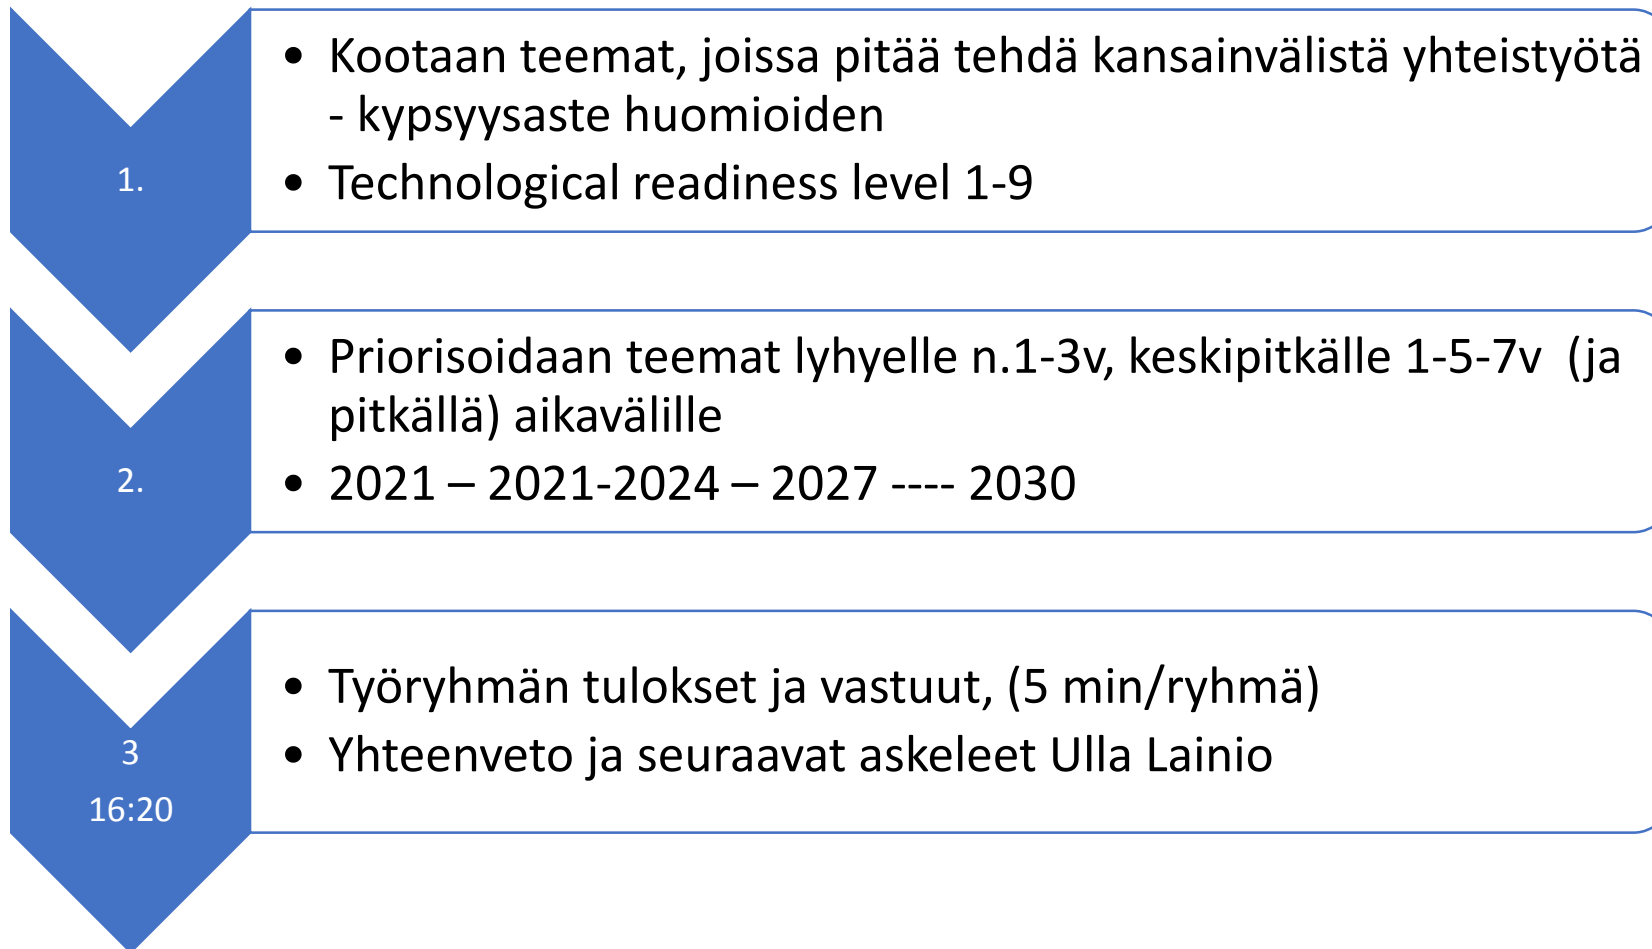 1.
• Kootaan teemat, joissa pitää tehdä kansainvälistä yhteistyötä
- kypsyysaste huomioiden
• Technological readiness level 1-9
2.
• Priorisoidaan teemat lyhyelle n.1-3v, keskipitkälle 1-5-7v (ja
pitkällä) aikavälille
• 2021 – 2021-2024 – 2027 ---- 2030
3
16:20
• Työryhmän tulokset ja vastuut, (5 min/ryhmä)
• Yhteenveto ja seuraavat askeleet Ulla Lainio